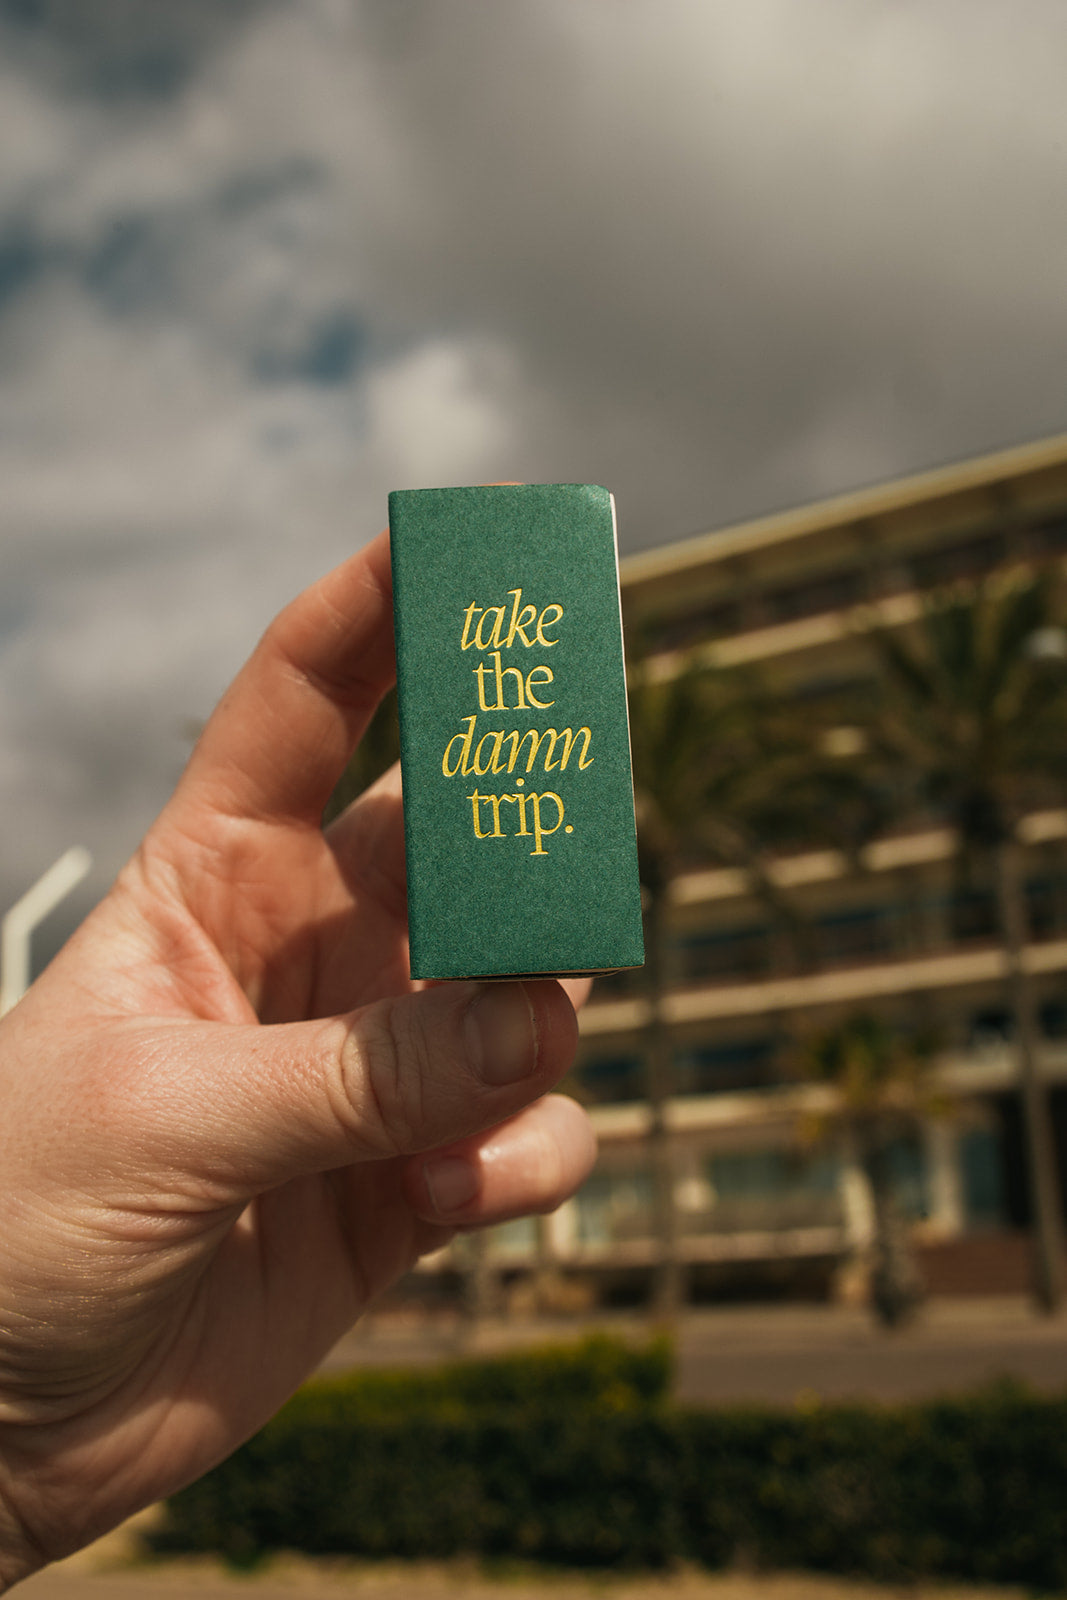 take
the
damn
trip.